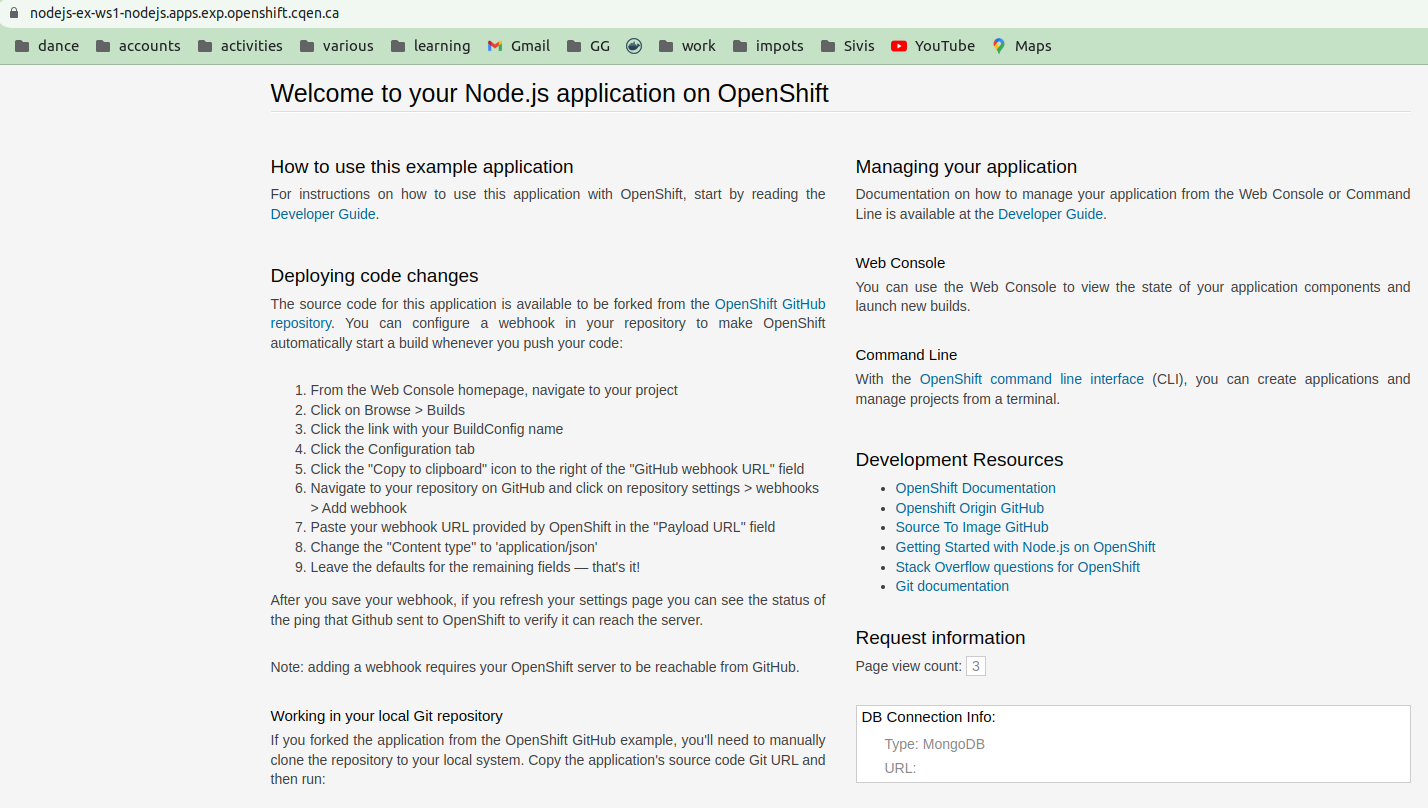 nodejs-ex-ws1-nodejs.apps.exp.openshift.cqen.ca
dance accounts activities various learning Gmail GG work impots Sivis YouTube Maps
Welcome to your Node.js application on OpenShift
How to use this example application
For instructions on how to use this application with OpenShift, start by reading the
Developer Guide.
Deploying code changes
The source code for this application is available to be forked from the OpenShift GitHub
repository. You can configure a webhook in your repository to make OpenShift
automatically start a build whenever you push your code:
1. From the Web Console homepage, navigate to your project
2. Click on Browse > Builds
3. Click the link with your BuildConfig name
4. Click the Configuration tab
5. Click the "Copy to clipboard" icon to the right of the "GitHub webhook URL" field
6. Navigate to your repository on GitHub and click on repository settings > webhooks
> Add webhook
7. Paste your webhook URL provided by OpenShift in the "Payload URL" field
8. Change the "Content type" to 'application/json'
9. Leave the defaults for the remaining fields — that's it!
After you save your webhook, if you refresh your settings page you can see the status of
the ping that Github sent to OpenShift to verify it can reach the server.
Note: adding a webhook requires your OpenShift server to be reachable from GitHub.
Working in your local Git repository
If you forked the application from the OpenShift GitHub example, you'll need to manually
clone the repository to your local system. Copy the application's source code Git URL and
then run:
Managing your application
Documentation on how to manage your application from the Web Console or Command
Line is available at the Developer Guide.
Web Console
You can use the Web Console to view the state of your application components and
launch new builds.
Command Line
With the OpenShift command line interface (CLI), you can create applications and
manage projects from a terminal.
Development Resources
• OpenShift Documentation
• Openshift Origin GitHub
• Source To Image GitHub
• Getting Started with Node.js on OpenShift
• Stack Overflow questions for OpenShift
• Git documentation
Request information
Page view count: 3
DB Connection Info:
Type: MongoDB
URL: